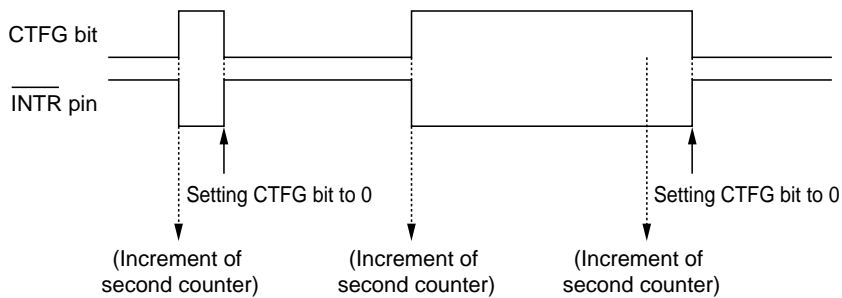 CTFG bit
INTR pin
Setting CTFG bit to 0
Setting CTFG bit to 0
(Increment of
second counter)
(Increment of
second counter)
(Increment of
second counter)